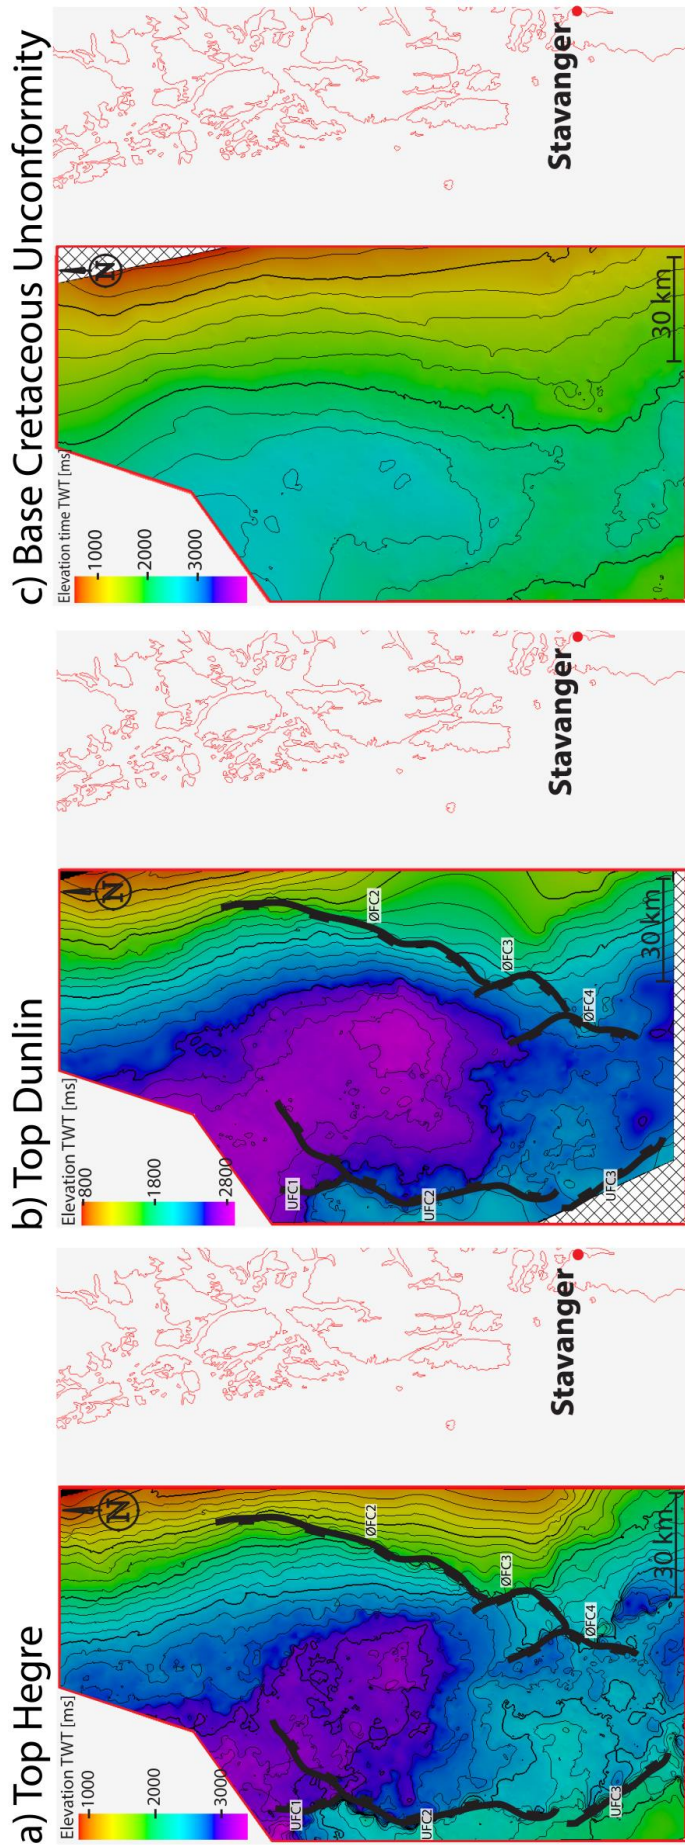 a) Top Hegre
Elevation TWT [ms]
1000
2000
3000
N
UFC1
UFC2
UFC3
ØFC2
ØFC3
ØFC4
30 km
Stavanger
b) Top Dunlin
Elevation TWT [ms]
800
1800
2800
N
UFC1
UFC2
UFC3
ØFC2
ØFC3
ØFC4
30 km
Stavanger
c) Base Cretaceous Unconformity
Elevation time TWT [ms]
1000
2000
3000
N
30 km
Stavanger